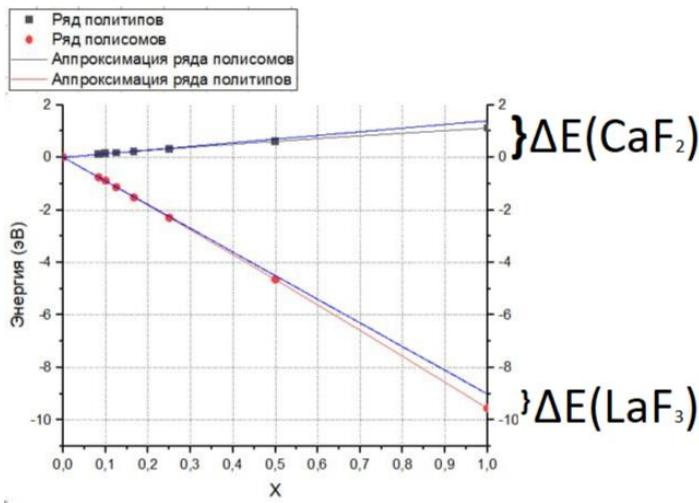 Ряд политипов
Ряд полисомов
Аппроксимация ряда полисомов
Аппроксимация ряда политипов
2
0
-2
-4
-6
-8
-10
Энергия (эВ)
2
0
-2
-4
-6
-8
-10
}ΔE(CaF₂)
}ΔE(LaF₃)
0,0 0,1 0,2 0,3 0,4 0,5 0,6 0,7 0,8 0,9 1,0
X